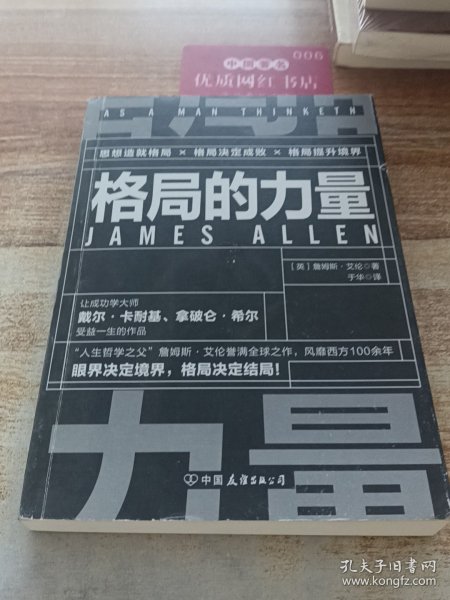 006
中国著名
优质网红书店
AS A MAN THINKETH
思想造就格局 × 格局决定成败 × 格局提升境界
格局的力量
JAMES ALLEN
[英] 詹姆斯·艾伦 著
于华 译
让成功学大师
戴尔·卡耐基、拿破仑·希尔
受益一生的作品
“人生哲学之父”詹姆斯·艾伦誉满全球之作，风靡西方100余年
眼界决定境界，格局决定结局！
力量
中国友谊出版公司
孔夫子旧书网
www.kongfz.com